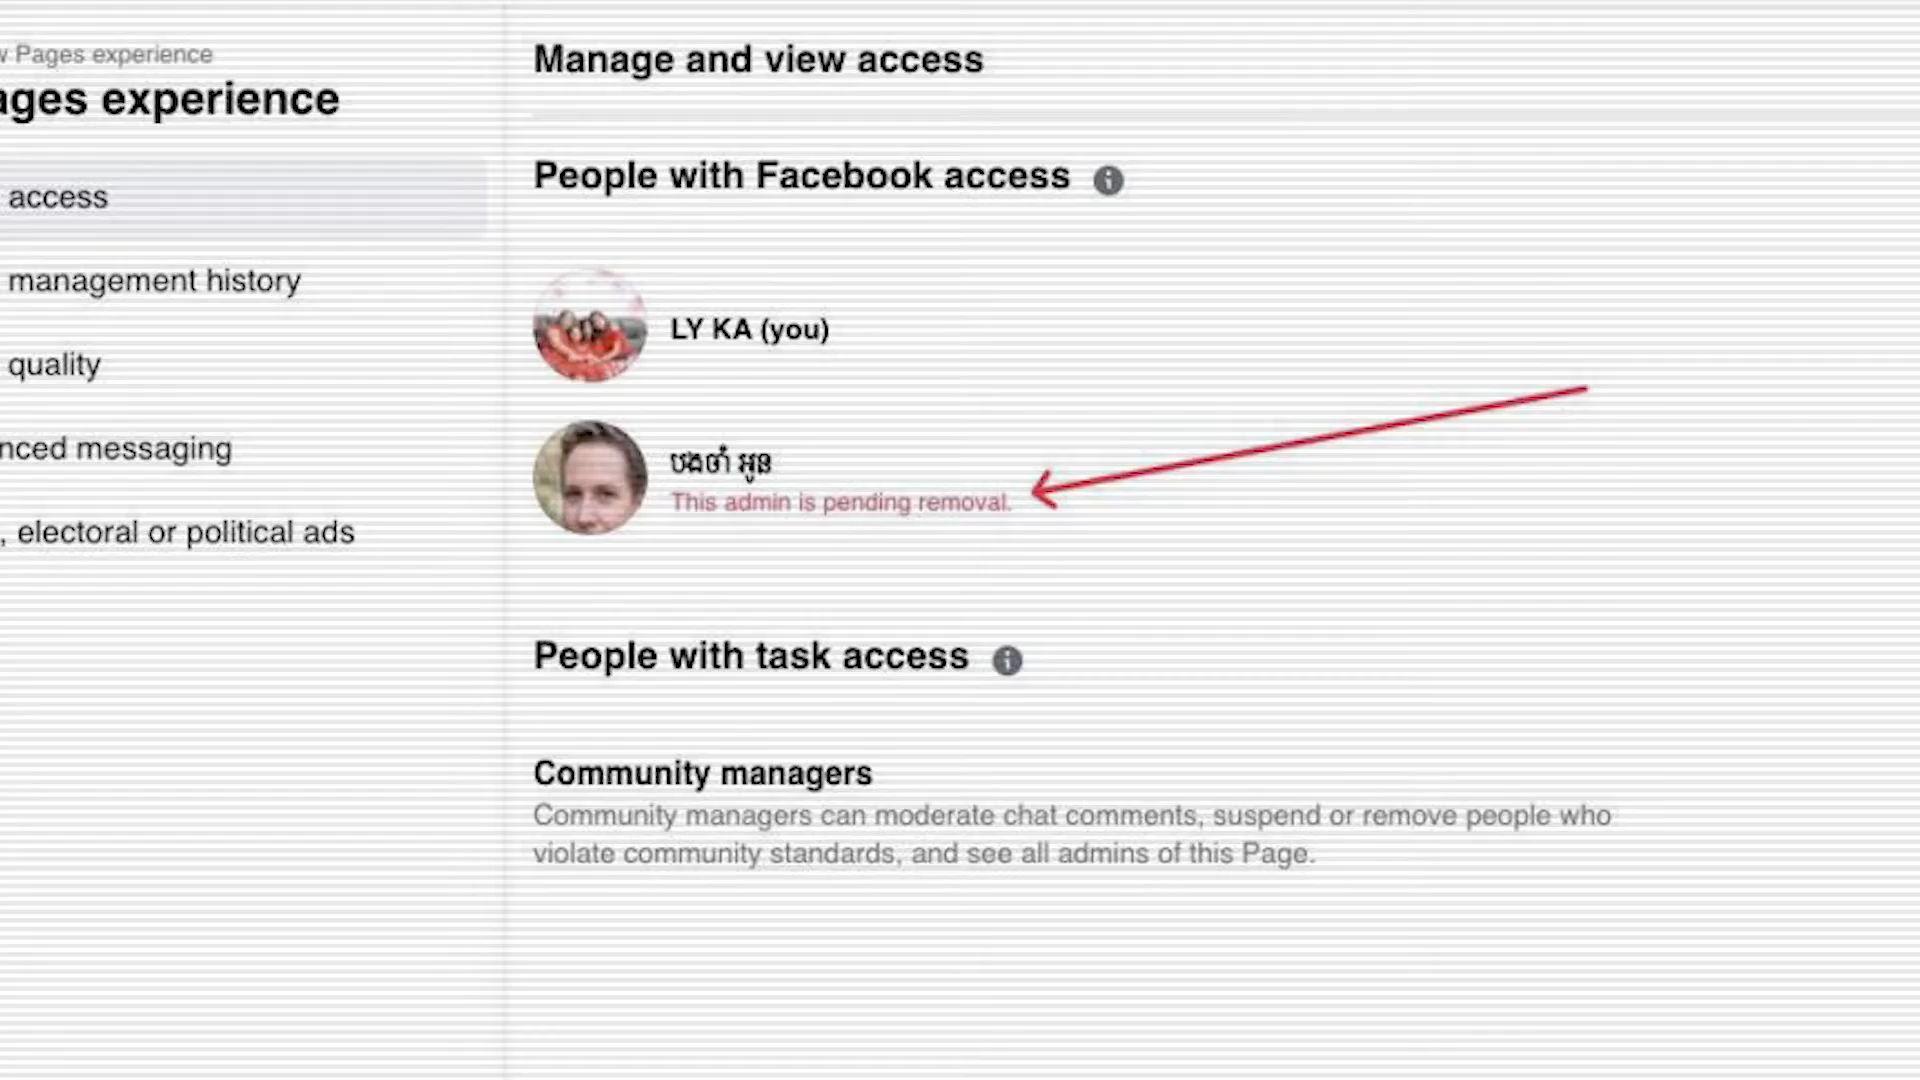 Pages experience
ages experience
access
management history
quality
nced messaging
, electoral or political ads
Manage and view access
People with Facebook access
LY KA (you)
បងចាំ អូន
This admin is pending removal.
People with task access
Community managers
Community managers can moderate chat comments, suspend or remove people who
violate community standards, and see all admins of this Page.